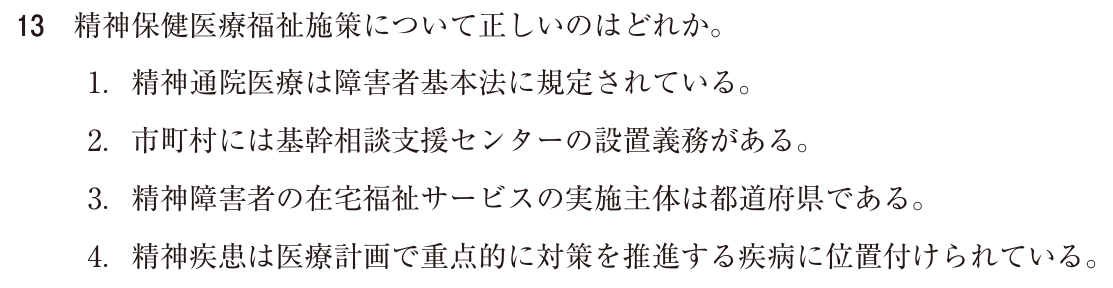 13 精神保健医療福祉施策について正しいのはどれか。
1. 精神通院医療は障害者基本法に規定されている。
2. 市町村には基幹相談支援センターの設置義務がある。
3. 精神障害者の在宅福祉サービスの実施主体は都道府県である。
4. 精神疾患は医療計画で重点的に対策を推進する疾病に位置付けられている。